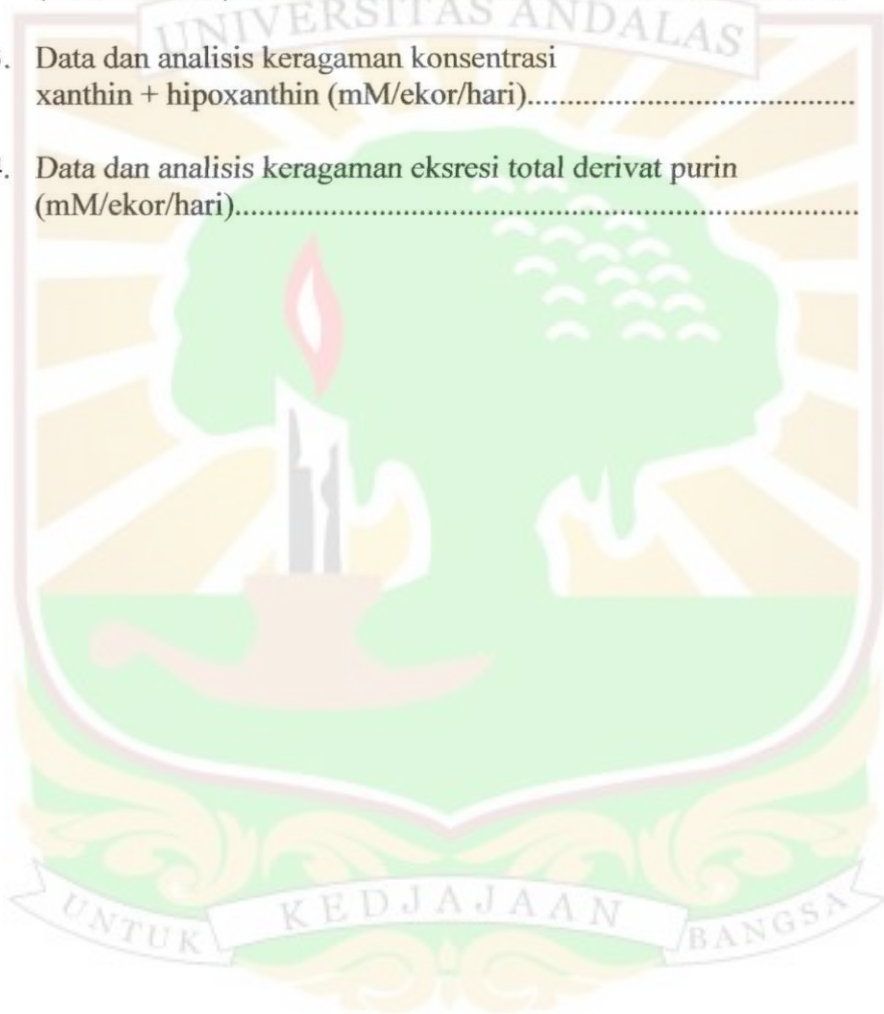 UNIVERSITAS ANDALAS
. Data dan analisis keragaman konsentrasi
xanthin + hipoxanthin (mM/ekor/hari)...........................................
. Data dan analisis keragaman eksresi total derivat purin
(mM/ekor/hari)................................................................................
UNTUK KEDJAJAAN BANGSA